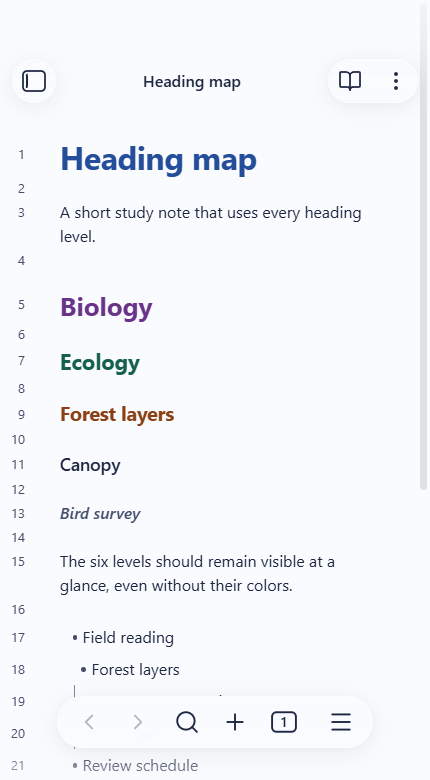 Heading map
1 Heading map
2
3 A short study note that uses every heading
level.
4
5 Biology
6
7 Ecology
8
9 Forest layers
10
11 Canopy
12
13 Bird survey
14
15 The six levels should remain visible at a
glance, even without their colors.
16
17 • Field reading
18 • Forest layers
19
20
1
21 • Review schedule